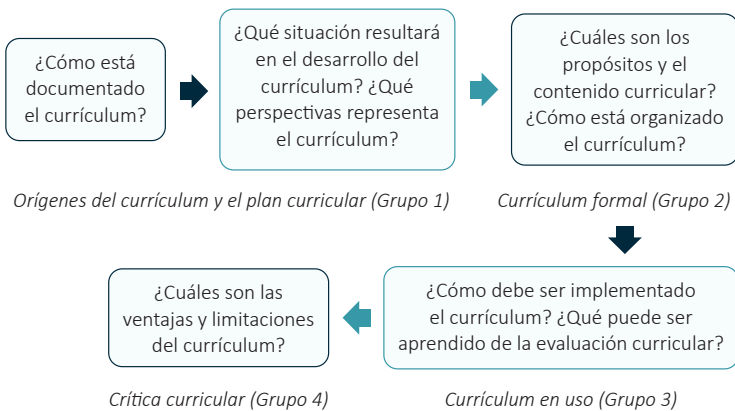 ¿Cómo está
documentado
el currículum?
¿Qué situación resultará
en el desarrollo del
currículum? ¿Qué
perspectivas representa
el currículum?
¿Cuáles son los
propósitos y el
contenido curricular?
¿Cómo está organizado
el currículum?
Orígenes del currículum y el plan curricular (Grupo 1)
Currículum formal (Grupo 2)
¿Cuáles son las
ventajas y limitaciones
del currículum?
¿Cómo debe ser implementado
el currículum? ¿Qué puede ser
aprendido de la evaluación curricular?
Crítica curricular (Grupo 4)
Currículum en uso (Grupo 3)